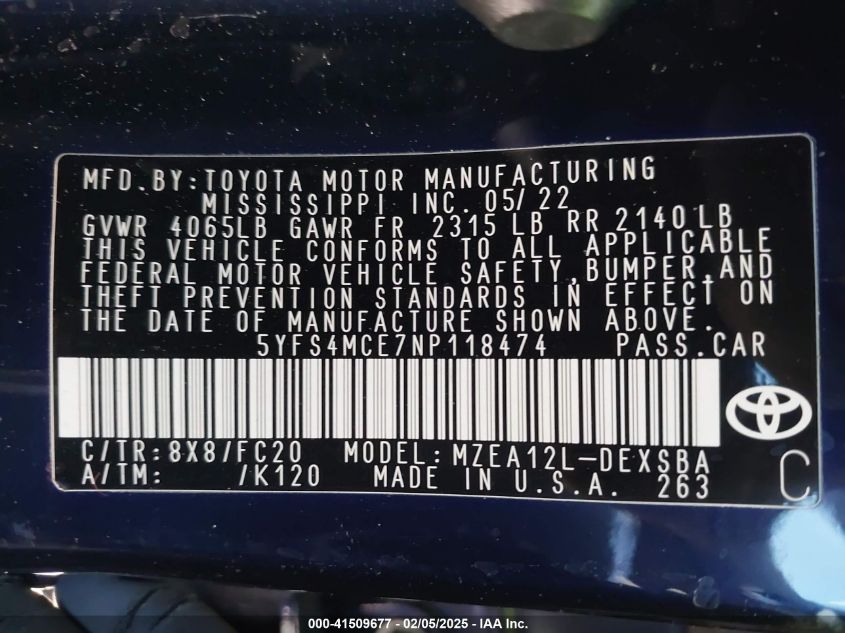 MFD.BY:TOYOTA MOTOR MANUFACTURING
MISSISSIPPI INC. 05/22
GVWR 4065LB GAWR FR 2315 LB RR 2140 LB
THIS VEHICLE CONFORMS TO ALL APPLICABLE
FEDERAL MOTOR VEHICLE SAFETY,BUMPER,AND
THEFT PREVENTION STANDARDS IN EFFECT ON
THE DATE OF MANUFACTURE SHOWN ABOVE.
5YFS4MCE7NP118474 PASS.CAR
C/TR:8X8/FC20 MODEL:MZEA12L-DEXSBA
A/TM: /K120 MADE IN U.S.A. 263
C
000-41509677 - 02/05/2025 - IAA Inc.